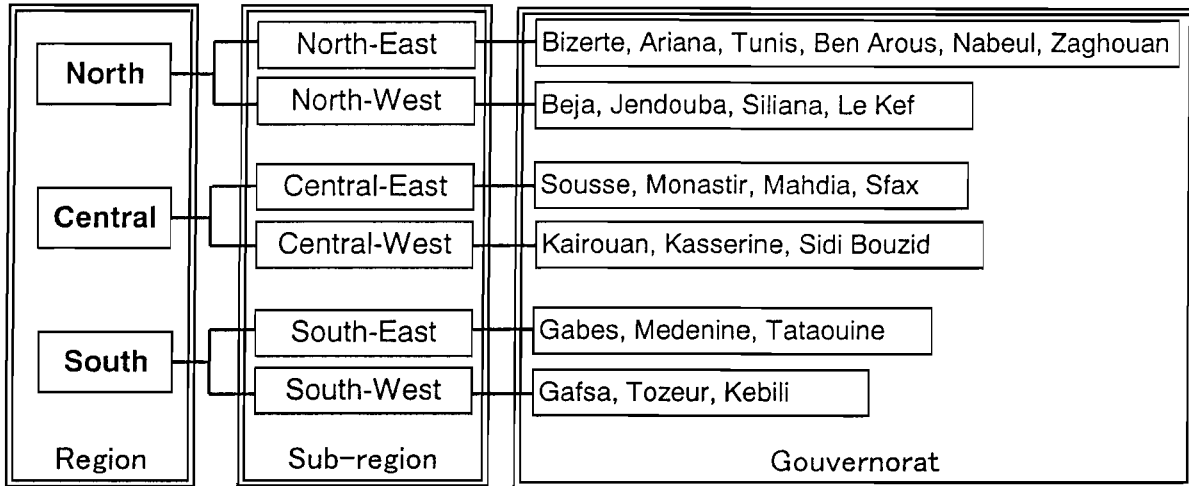 North
North-East
Bizerte, Ariana, Tunis, Ben Arous, Nabeul, Zaghouan
North-West
Beja, Jendouba, Siliana, Le Kef
Central
Central-East
Sousse, Monastir, Mahdia, Sfax
Central-West
Kairouan, Kasserine, Sidi Bouzid
South
South-East
Gabes, Medenine, Tataouine
South-West
Gafsa, Tozeur, Kebili
Region
Sub-region
Gouvernorat